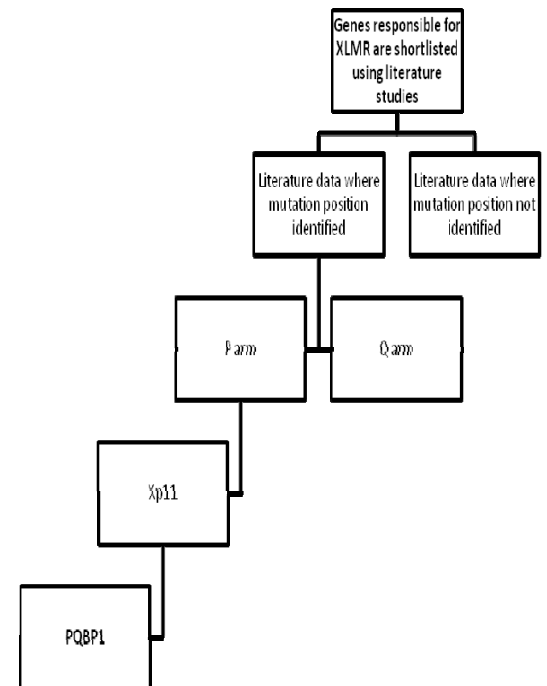 Genes responsible for
XLMR are shortlisted
using literature
studies
Literature data where
mutation position
identified
Literature data where
mutation position not
identified
P arm
Q arm
Xp11
PQBP1